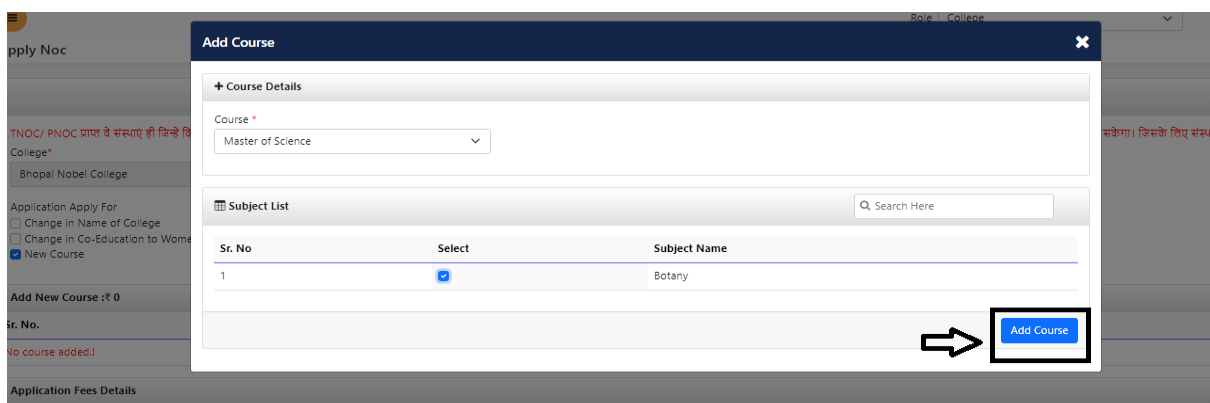 Role College
pply Noc
Add Course
Course Details
TNOC/ PNOC प्राप्त वे संस्थाएं ही जिन्हे
सकेगा। जिसके लिए
Course *
College*
Master of Science
Bhopal Nobel College
Application Apply For
Subject List
Search Here
Change in Name of College
Change in Co-Education to Wome
Sr. No Select Subject Name
New Course
1 Botany
Add New Course :₹ 0
Sr. No.
Add Course
No course added.!
Application Fees Details